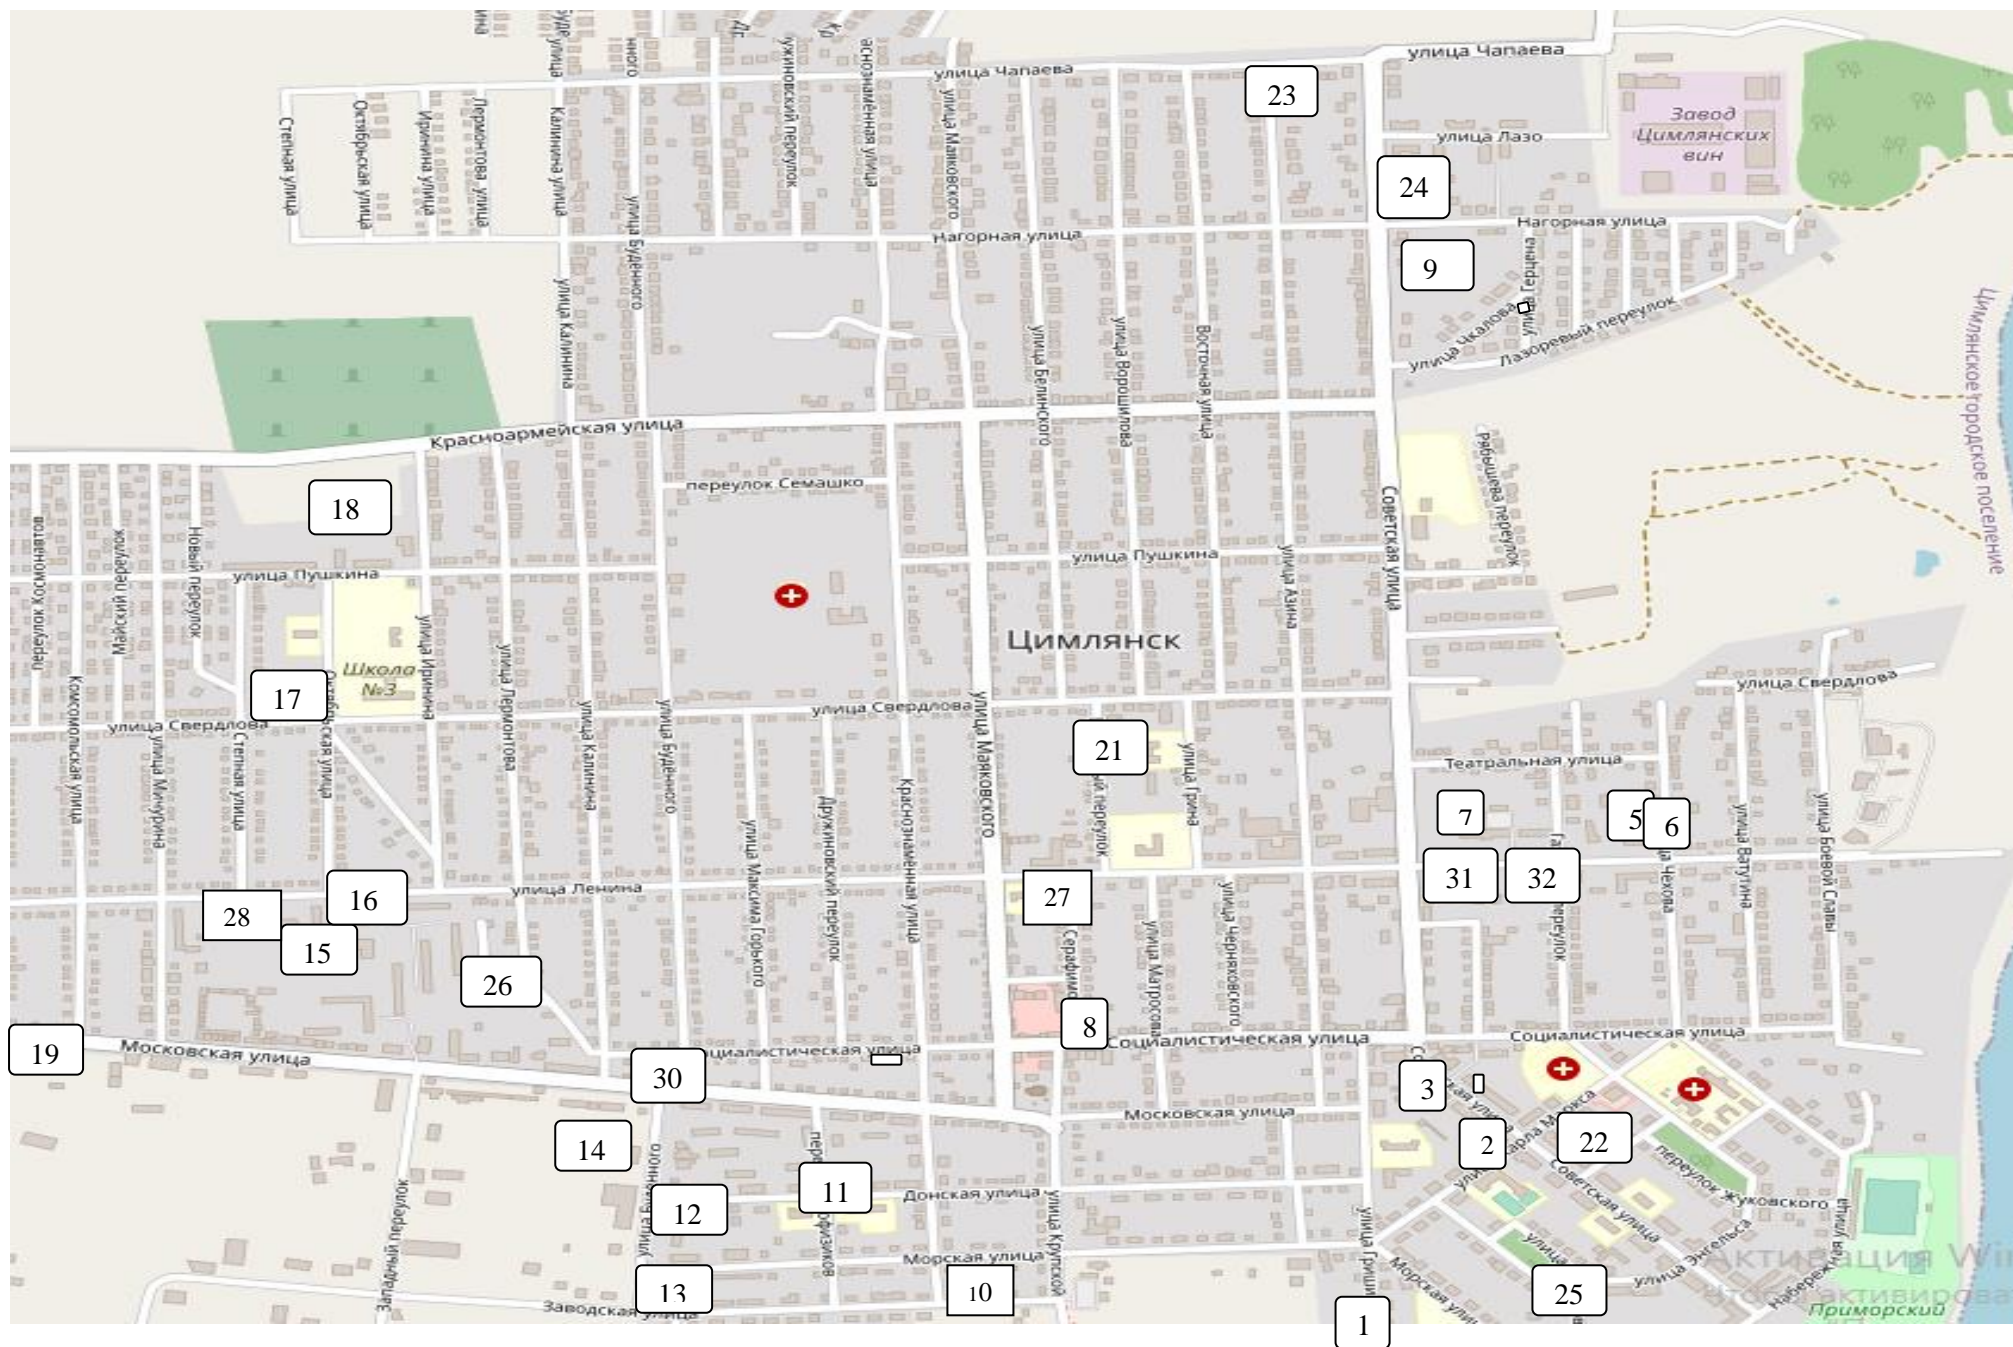 улица Чапаева
улица Чапаева
23
Завод
Цимлянских
вин
улица Лазо
24
Степная улица
Октябрьская улица
Иринина улица
Лермонтова улица
Калинина улица
улица Будённого
Нагорная улица
Нагорная улица
улица Маяковского
9
улица Герцена
улица Чкалова
Лазоревый переулок
улица Калинина
улица Белинского
улица Ворошилова
Восточная улица
Цимлянское городское поселение
Красноармейская улица
переулок Семашко
Рябышева переулок
Советская улица
18
переулок Космонавтов
Майский переулок
Новый переулок
улица Пушкина
улица Пушкина
улица Азина
Цимлянск
Школа
№3
17
улица Иринина
улица Лермонтова
улица Свердлова
улица Свердлова
улица Свердлова
Комсомольская улица
улица Мичурина
Степная улица
улица Калинина
улица Будённого
улица Маяковского
21
улица Грина
Театральная улица
7
5
6
улица Максима Горького
Дружиновский переулок
Краснознамённая улица
улица Ватутина
улица Боевой Славы
31
32
улица Ленина
16
28
15
27
26
улица Матросова
улица Черняховского
8
19
Московская улица
Социалистическая улица
Социалистическая улица
30
3
Московская улица
14
2
22
11
12
Донская улица
переулок Жуковского
Советская улица
Западный переулок
улица Крупской
Морская улица
улица Энгельса
13
10
25
Заводская улица
1
Приморский